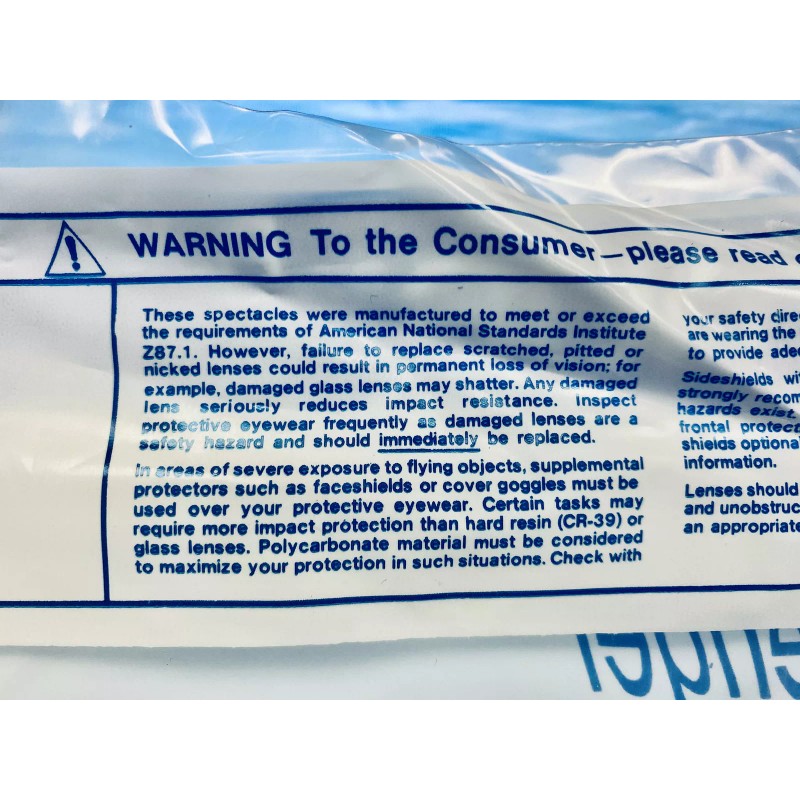 WARNING To the Consumer—please read
These spectacles were manufactured to meet or exceed
the requirements of American National Standards Institute
Z87.1. However, failure to replace scratched, pitted or
nicked lenses could result in permanent loss of vision; for
example, damaged glass lenses may shatter. Any damaged
lens seriously reduces impact resistance. Inspect
protective eyewear frequently as damaged lenses are a
safety hazard and should immediately be replaced.
In areas of severe exposure to flying objects, supplemental
protectors such as faceshields or cover goggles must be
used over your protective eyewear. Certain tasks may
require more impact protection than hard resin (CR-39) or
glass lenses. Polycarbonate material must be considered
to maximize your protection in such situations. Check with
your safety
are wearing the
to provide
Sideshields
strongly
hazards exist
frontal
shields optional
information.
Lenses should
and
an appropriate